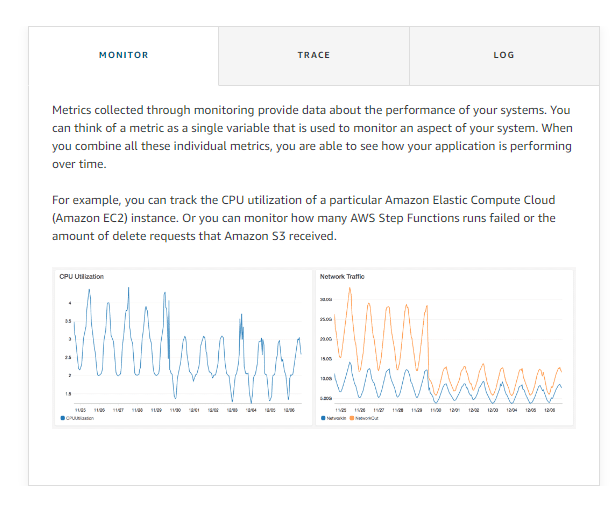 MONITOR
TRACE
LOG
Metrics collected through monitoring provide data about the performance of your systems. You
can think of a metric as a single variable that is used to monitor an aspect of your system. When
you combine all these individual metrics, you are able to see how your application is performing
over time.
For example, you can track the CPU utilization of a particular Amazon Elastic Compute Cloud
(Amazon EC2) instance. Or you can monitor how many AWS Step Functions runs failed or the
amount of delete requests that Amazon S3 received.
CPU Utilization
4
3.5
3
2.5
2
1.5
11/25 11/26 11/27 11/28 11/29 11/30 12/01 12/02 12/03 12/04 12/05 12/06
CPUUtilization
Network Traffic
30.0G
25.0G
20.0G
15.0G
10.0G
5.00G
11/25 11/26 11/27 11/28 11/29 11/30 12/01 12/02 12/03 12/04 12/05 12/06
NetworkIn NetworkOut